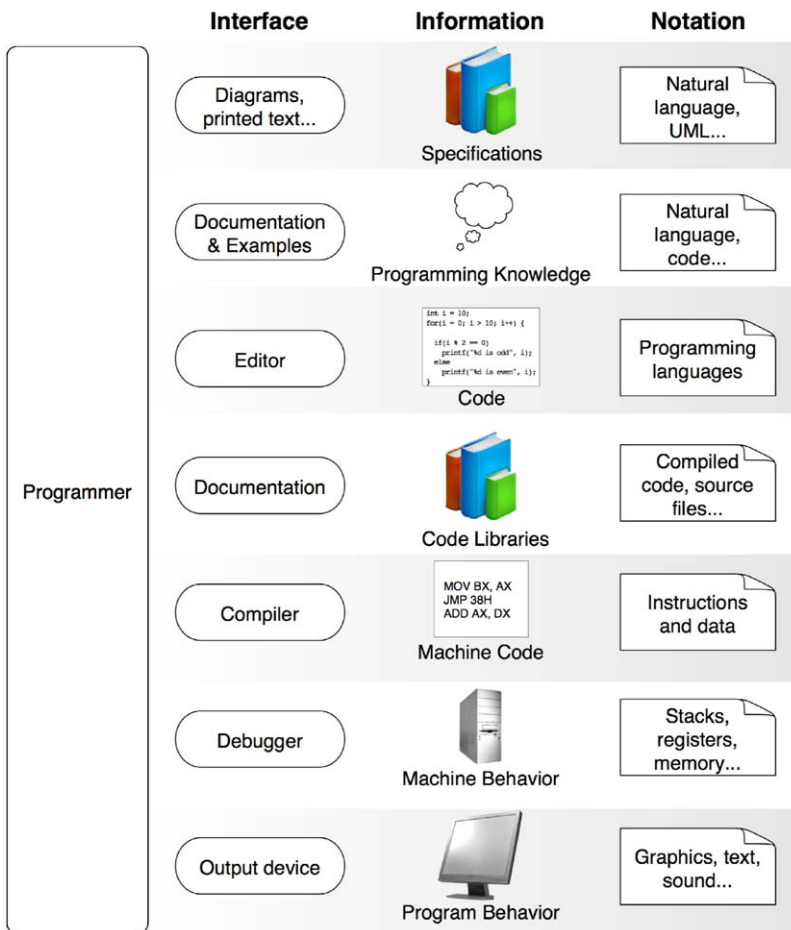 Interface Information Notation
Programmer
Diagrams,
printed text...
Specifications
Natural
language,
UML...
Documentation
& Examples
Programming Knowledge
Natural
language,
code...
Editor
int i = 10;
for(i = 0; i > 10; i++) {
if(i % 2 == 0)
printf("%d is odd", i);
else
printf("%d is even", i);
}
Code
Programming
languages
Documentation
Code Libraries
Compiled
code, source
files...
Compiler
MOV BX, AX
JMP 38H
ADD AX, DX
Machine Code
Instructions
and data
Debugger
Machine Behavior
Stacks,
registers,
memory...
Output device
Program Behavior
Graphics, text,
sound...